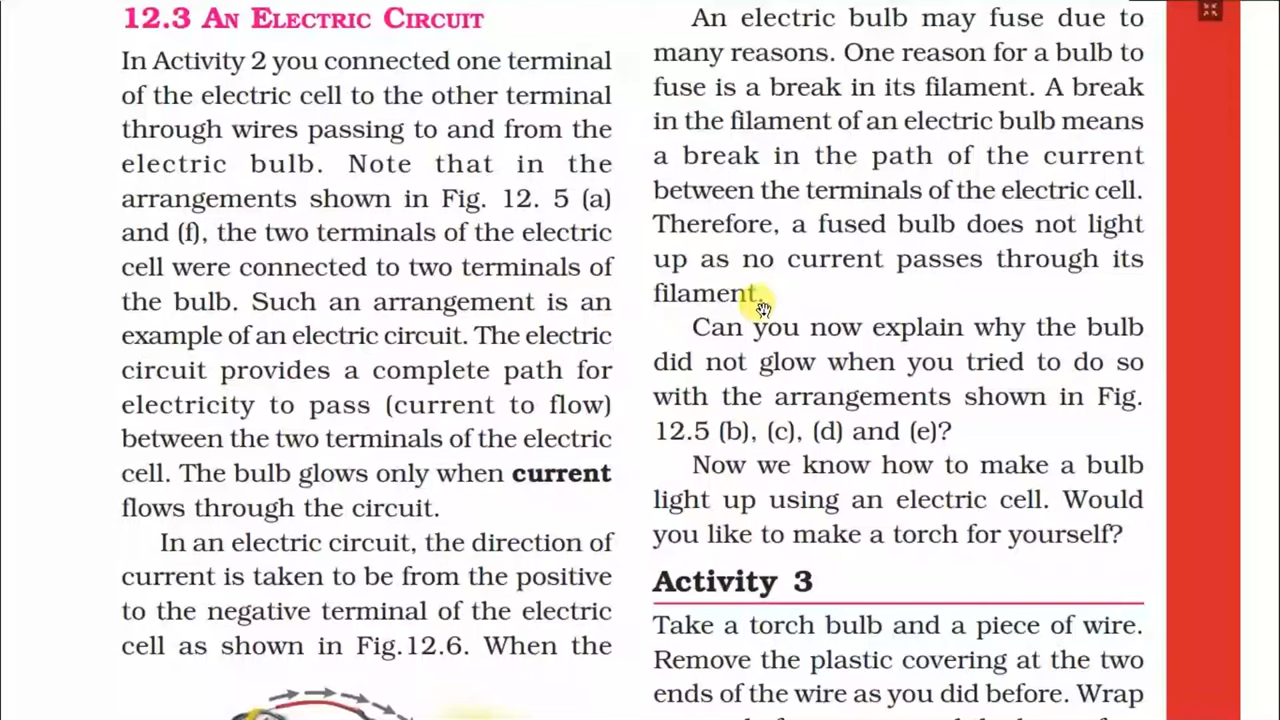 12.3 AN ELECTRIC CIRCUIT
In Activity 2 you connected one terminal
of the electric cell to the other terminal
through wires passing to and from the
electric bulb. Note that in the
arrangements shown in Fig. 12. 5 (a)
and (f), the two terminals of the electric
cell were connected to two terminals of
the bulb. Such an arrangement is an
example of an electric circuit. The electric
circuit provides a complete path for
electricity to pass (current to flow)
between the two terminals of the electric
cell. The bulb glows only when current
flows through the circuit.
In an electric circuit, the direction of
current is taken to be from the positive
to the negative terminal of the electric
cell as shown in Fig.12.6. When the
An electric bulb may fuse due to
many reasons. One reason for a bulb to
fuse is a break in its filament. A break
in the filament of an electric bulb means
a break in the path of the current
between the terminals of the electric cell.
Therefore, a fused bulb does not light
up as no current passes through its
filament.
Can you now explain why the bulb
did not glow when you tried to do so
with the arrangements shown in Fig.
12.5 (b), (c), (d) and (e)?
Now we know how to make a bulb
light up using an electric cell. Would
you like to make a torch for yourself?
Activity 3
Take a torch bulb and a piece of wire.
Remove the plastic covering at the two
ends of the wire as you did before. Wrap